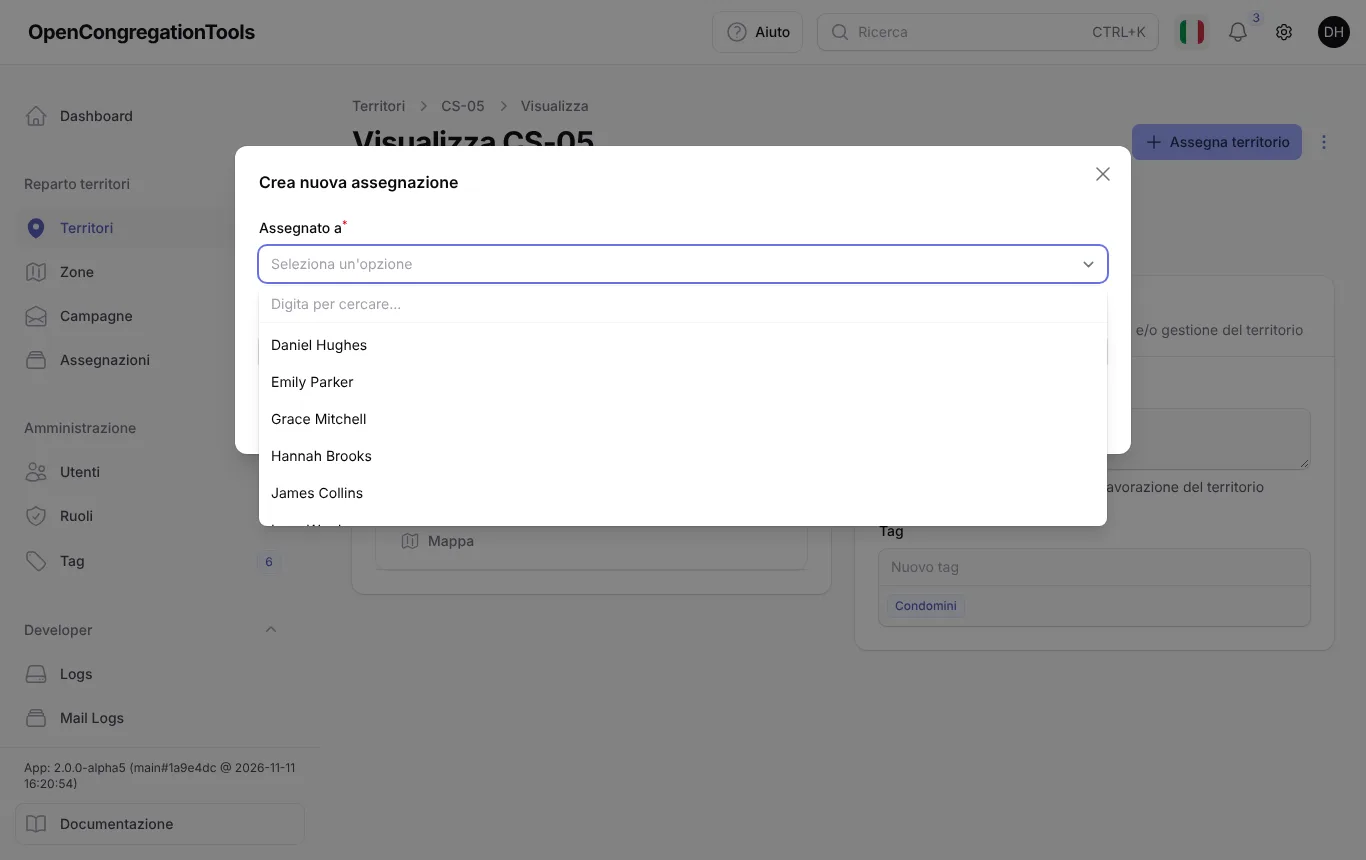 OpenCongregationTools
Aiuto
Ricerca
CTRL+K
3
DH
Dashboard
Reparto territori
Territori
Zone
Campagne
Assegnazioni
Amministrazione
Utenti
Ruoli
Tag
6
Developer
Logs
Mail Logs
App: 2.0.0-alpha5 (main#1a9e4dc @ 2026-11-11
16:20:54)
Documentazione
Territori
CS-05
Visualizza
Visualizza CS-05
Assegna territorio
Crea nuova assegnazione
Assegnato a*
Seleziona un'opzione
Digita per cercare...
Daniel Hughes
Emily Parker
Grace Mitchell
Hannah Brooks
James Collins
e/o gestione del territorio
avorazione del territorio
Mappa
Tag
Nuovo tag
Condomini